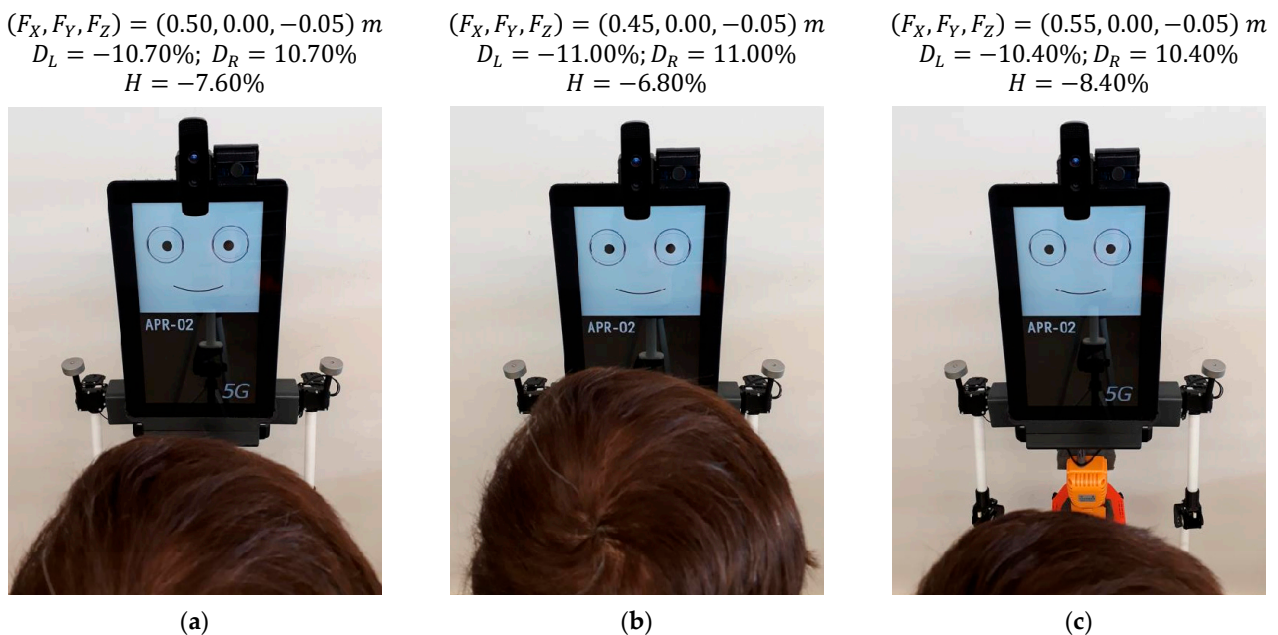 (F_X, F_Y, F_Z) = (0.50, 0.00, −0.05) m
D_L = −10.70%; D_R = 10.70%
H = −7.60%
(F_X, F_Y, F_Z) = (0.45, 0.00, −0.05) m
D_L = −11.00%; D_R = 11.00%
H = −6.80%
(F_X, F_Y, F_Z) = (0.55, 0.00, −0.05) m
D_L = −10.40%; D_R = 10.40%
H = −8.40%
APR-02
5G
APR-02
APR-02
5G
(a)
(b)
(c)